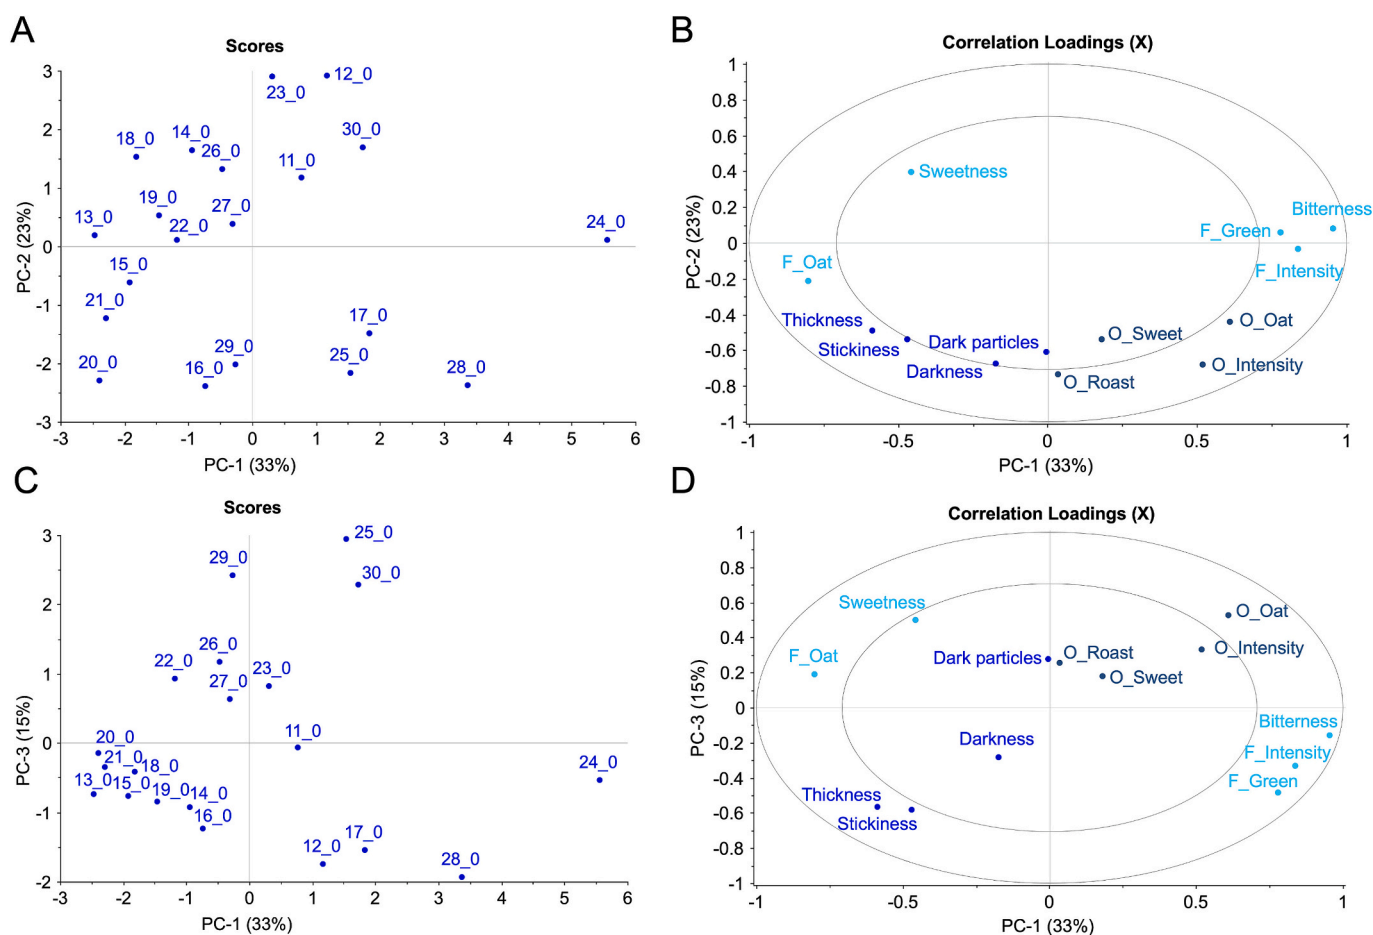 A
Scores
3
2
1
0
-1
-2
-3
PC-2 (23%)
23_0
12_0
30_0
18_0
14_0
26_0
11_0
19_0
27_0
13_0
22_0
24_0
15_0
21_0
17_0
29_0
25_0
20_0
16_0
28_0
-3
-2
-1
0
1
2
3
4
5
6
PC-1 (33%)
B
Correlation Loadings (X)
1
0.8
0.6
0.4
0.2
0
-0.2
-0.4
-0.6
-0.8
-1
PC-2 (23%)
Sweetness
Bitterness
F_Green
F_Oat
F_Intensity
Thickness
Stickiness
Dark particles
Darkness
O_Sweet
O_Oat
O_Intensity
O_Roast
-1
-0.5
0
0.5
1
PC-1 (33%)
C
Scores
3
2
1
0
-1
-2
PC-3 (15%)
25_0
29_0
30_0
26_0
22_0
23_0
27_0
11_0
20_0
21_0
18_0
24_0
13_0
15_0
19_0
14_0
16_0
12_0
17_0
28_0
-3
-2
-1
0
1
2
3
4
5
6
PC-1 (33%)
D
Correlation Loadings (X)
1
0.8
0.6
0.4
0.2
0
-0.2
-0.4
-0.6
-0.8
-1
PC-3 (15%)
Sweetness
O_Oat
F_Oat
Dark particles
O_Roast
O_Intensity
O_Sweet
Darkness
Bitterness
F_Intensity
F_Green
Thickness
Stickiness
-1
-0.5
0
0.5
1
PC-1 (33%)